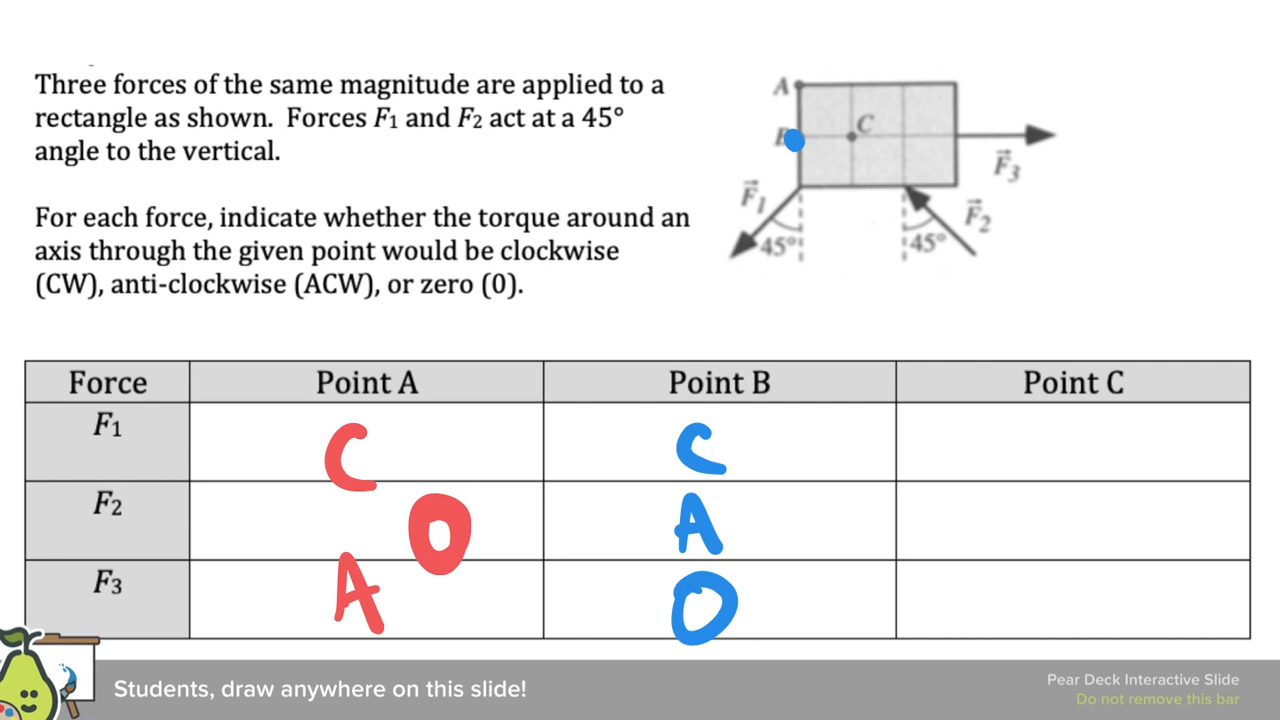 Three forces of the same magnitude are applied to a
rectangle as shown. Forces F1 and F2 act at a 45°
angle to the vertical.
For each force, indicate whether the torque around an
axis through the given point would be clockwise
(CW), anti-clockwise (ACW), or zero (0).
A
C
F⃗1
F⃗3
F⃗2
45°
45°
Force Point A Point B Point C
F1 C C
F2 O A
F3 A O
Students, draw anywhere on this slide!
Pear Deck Interactive Slide
Do not remove this bar